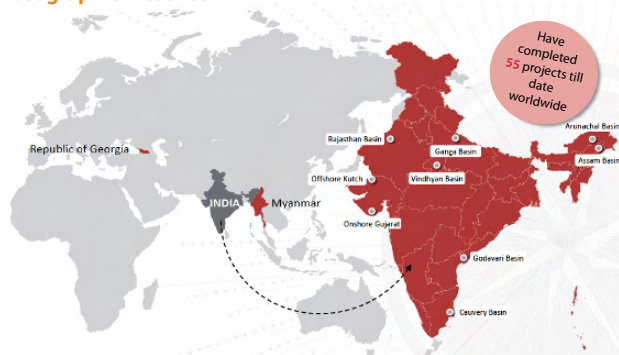 Have
completed
55 projects till
date
worldwide
Arunachal Basin
Rajasthan Basin
Republic of Georgia
Ganga Basin
Assam Basin
Offshore Kutch
Vindhyan Basin
INDIA
Myanmar
Onshore Gujarat
Godavari Basin
Cauvery Basin